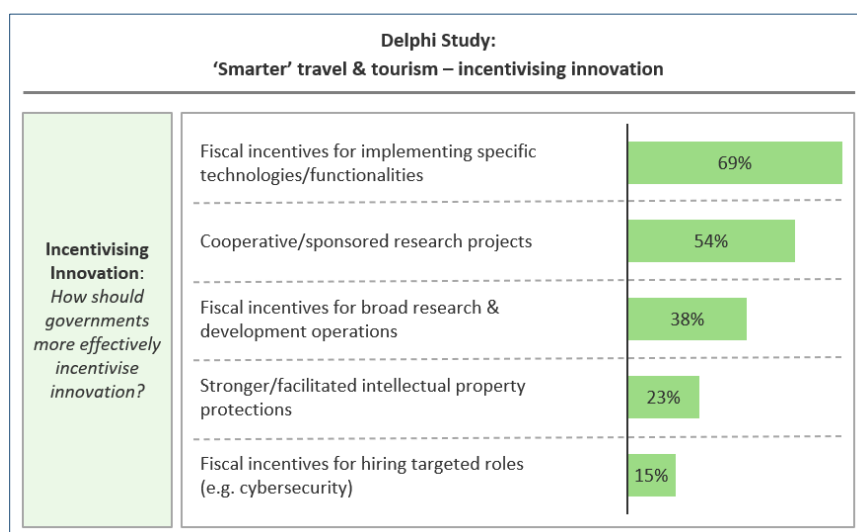 Delphi Study:
‘Smarter’ travel & tourism – incentivising innovation
Incentivising
Innovation:
How should
governments
more effectively
incentivise
innovation?
Fiscal incentives for implementing specific
technologies/functionalities
69%
Cooperative/sponsored research projects
54%
Fiscal incentives for broad research &
development operations
38%
Stronger/facilitated intellectual property
protections
23%
Fiscal incentives for hiring targeted roles
(e.g. cybersecurity)
15%